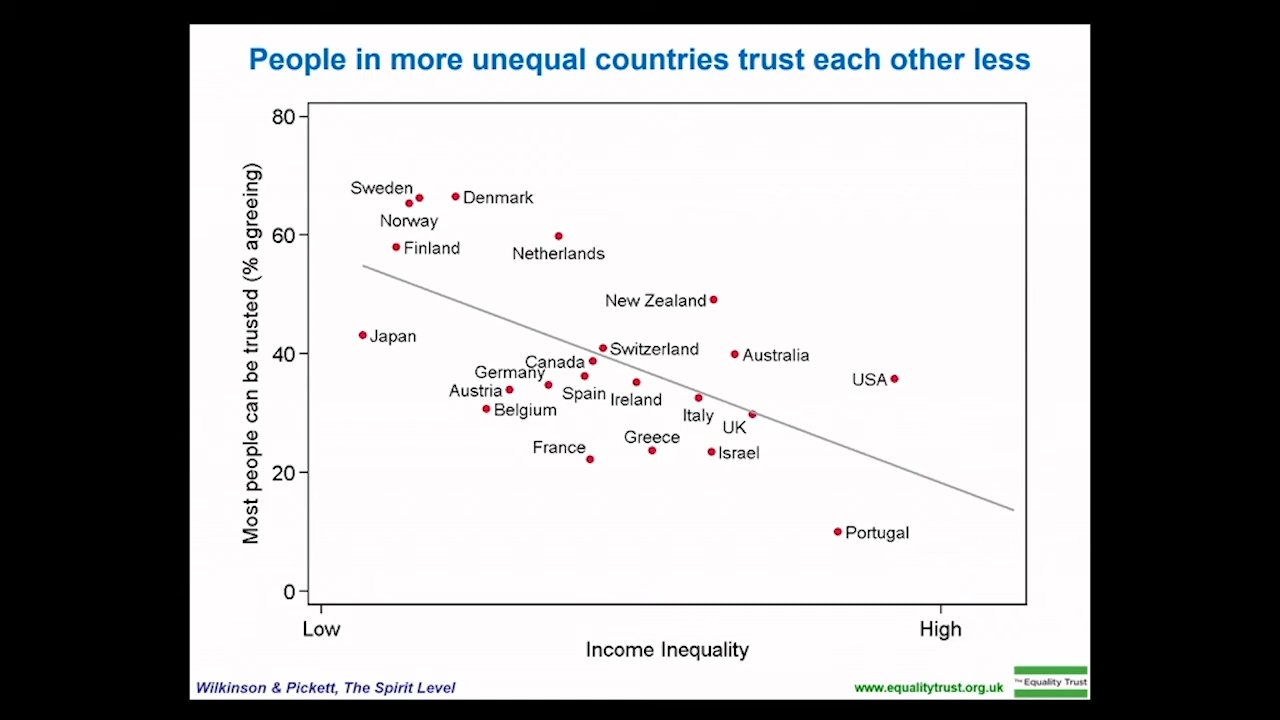 People in more unequal countries trust each other less
80
60
40
20
0
Most people can be trusted (% agreeing)
Sweden
Denmark
Norway
Finland
Netherlands
New Zealand
Japan
Switzerland
Australia
Canada
Germany
USA
Austria
Spain
Ireland
Belgium
Italy
UK
Greece
France
Israel
Portugal
Low
High
Income Inequality
Wilkinson & Pickett, The Spirit Level
www.equalitytrust.org.uk
The Equality Trust